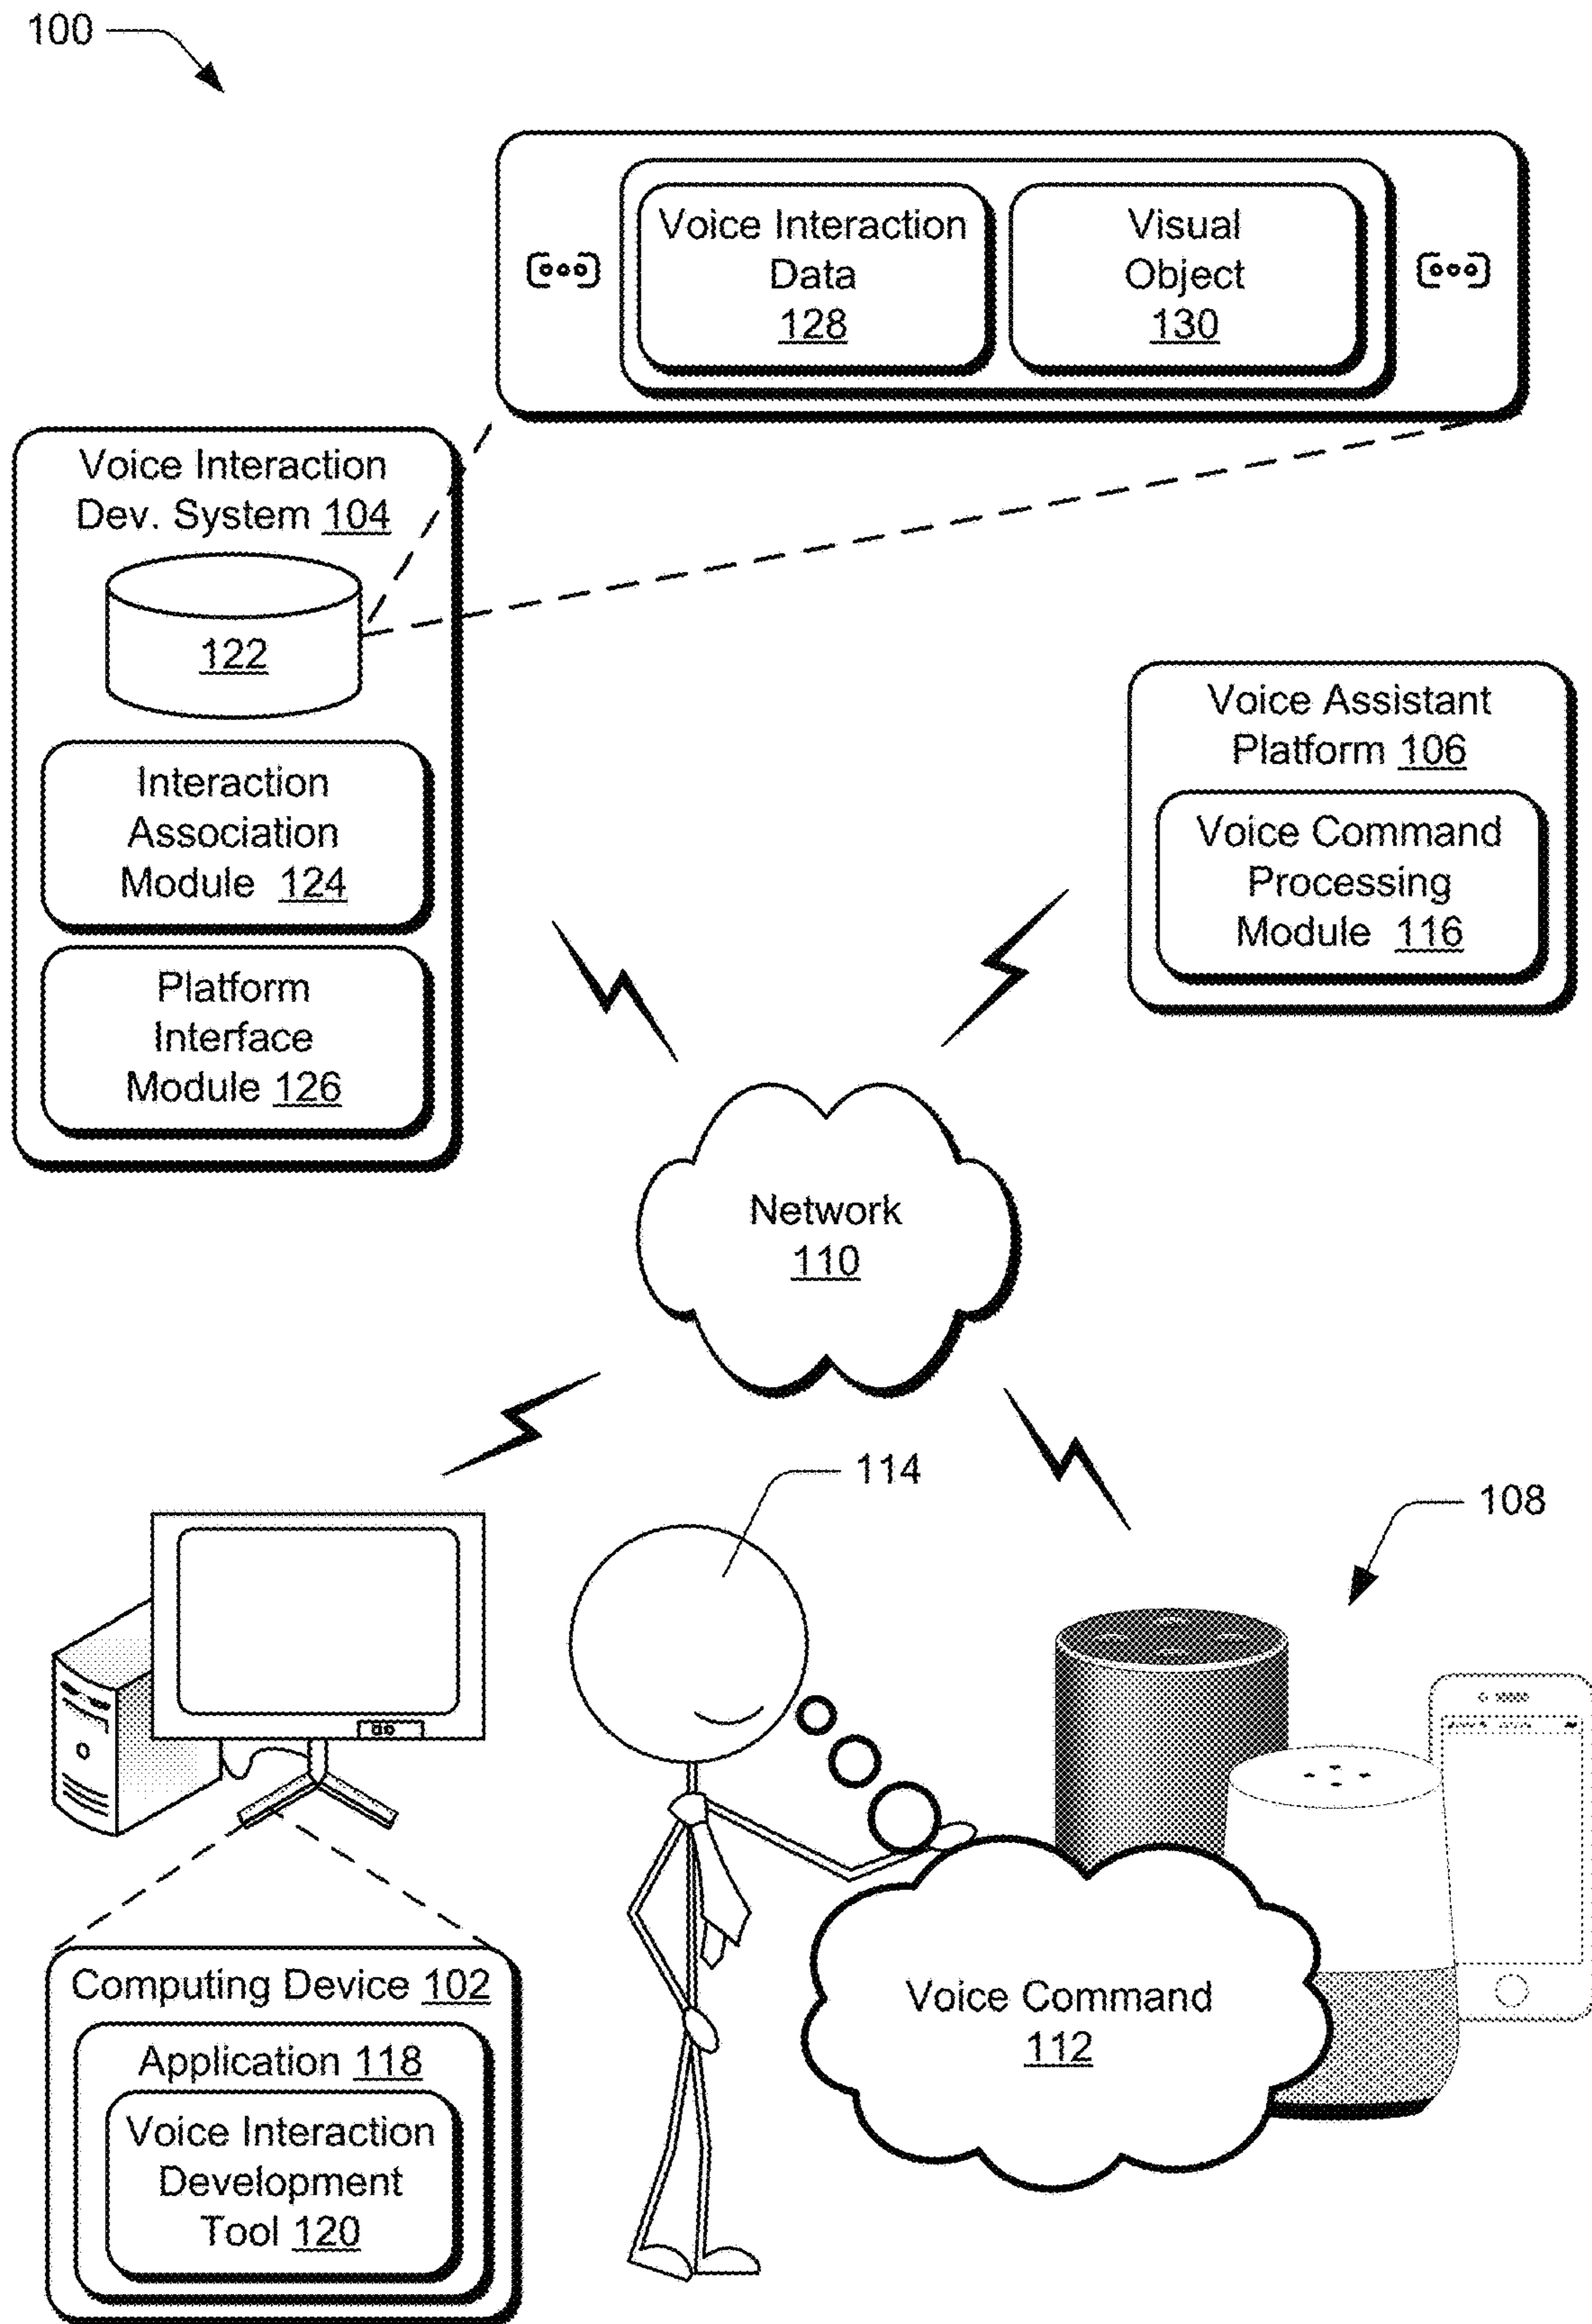 100
Voice Interaction
Data
128
Visual
Object
130
Voice Interaction
Dev. System 104
122
Interaction
Association
Module 124
Platform
Interface
Module 126
Voice Assistant
Platform 106
Voice Command
Processing
Module 116
Network
110
114
108
Computing Device 102
Application 118
Voice Interaction
Development
Tool 120
Voice Command
112